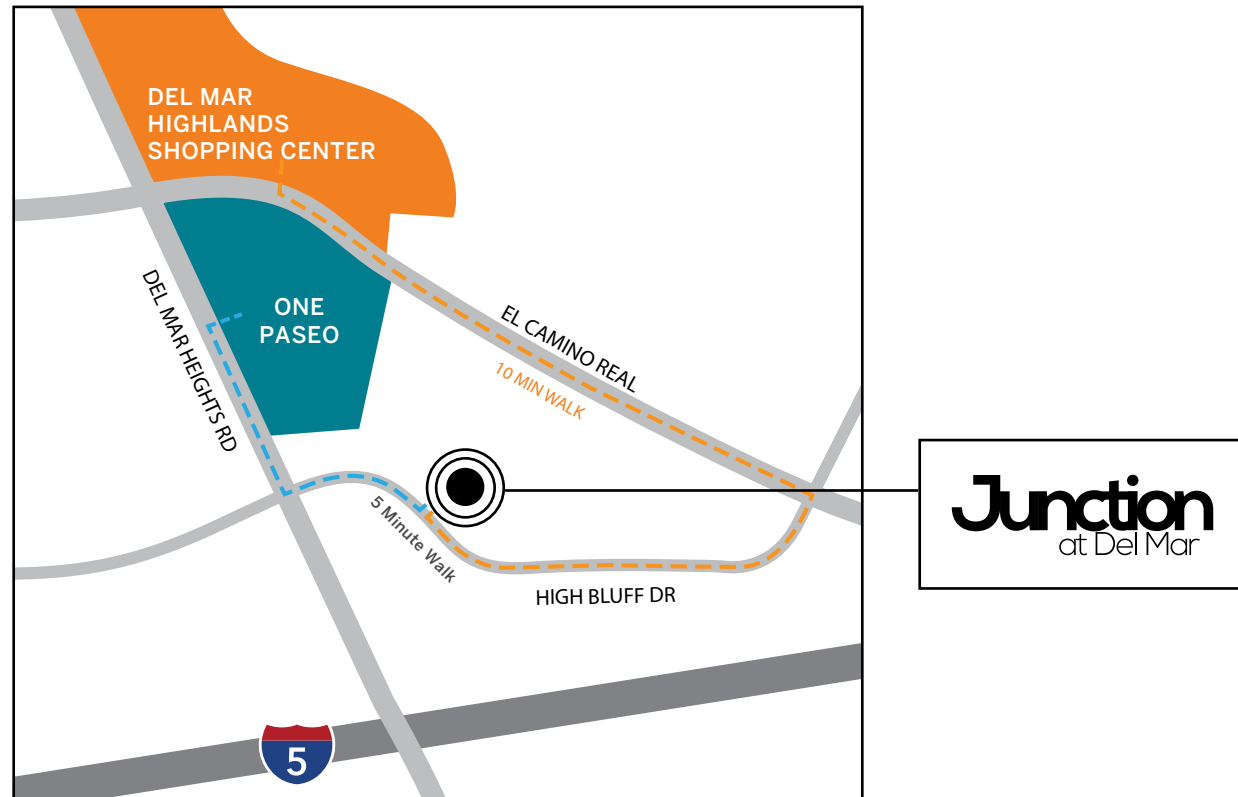 DEL MAR
HIGHLANDS
SHOPPING CENTER
ONE
PASEO
DEL MAR HEIGHTS RD
EL CAMINO REAL
10 MIN WALK
5 Minute Walk
HIGH BLUFF DR
5
Junction
at Del Mar